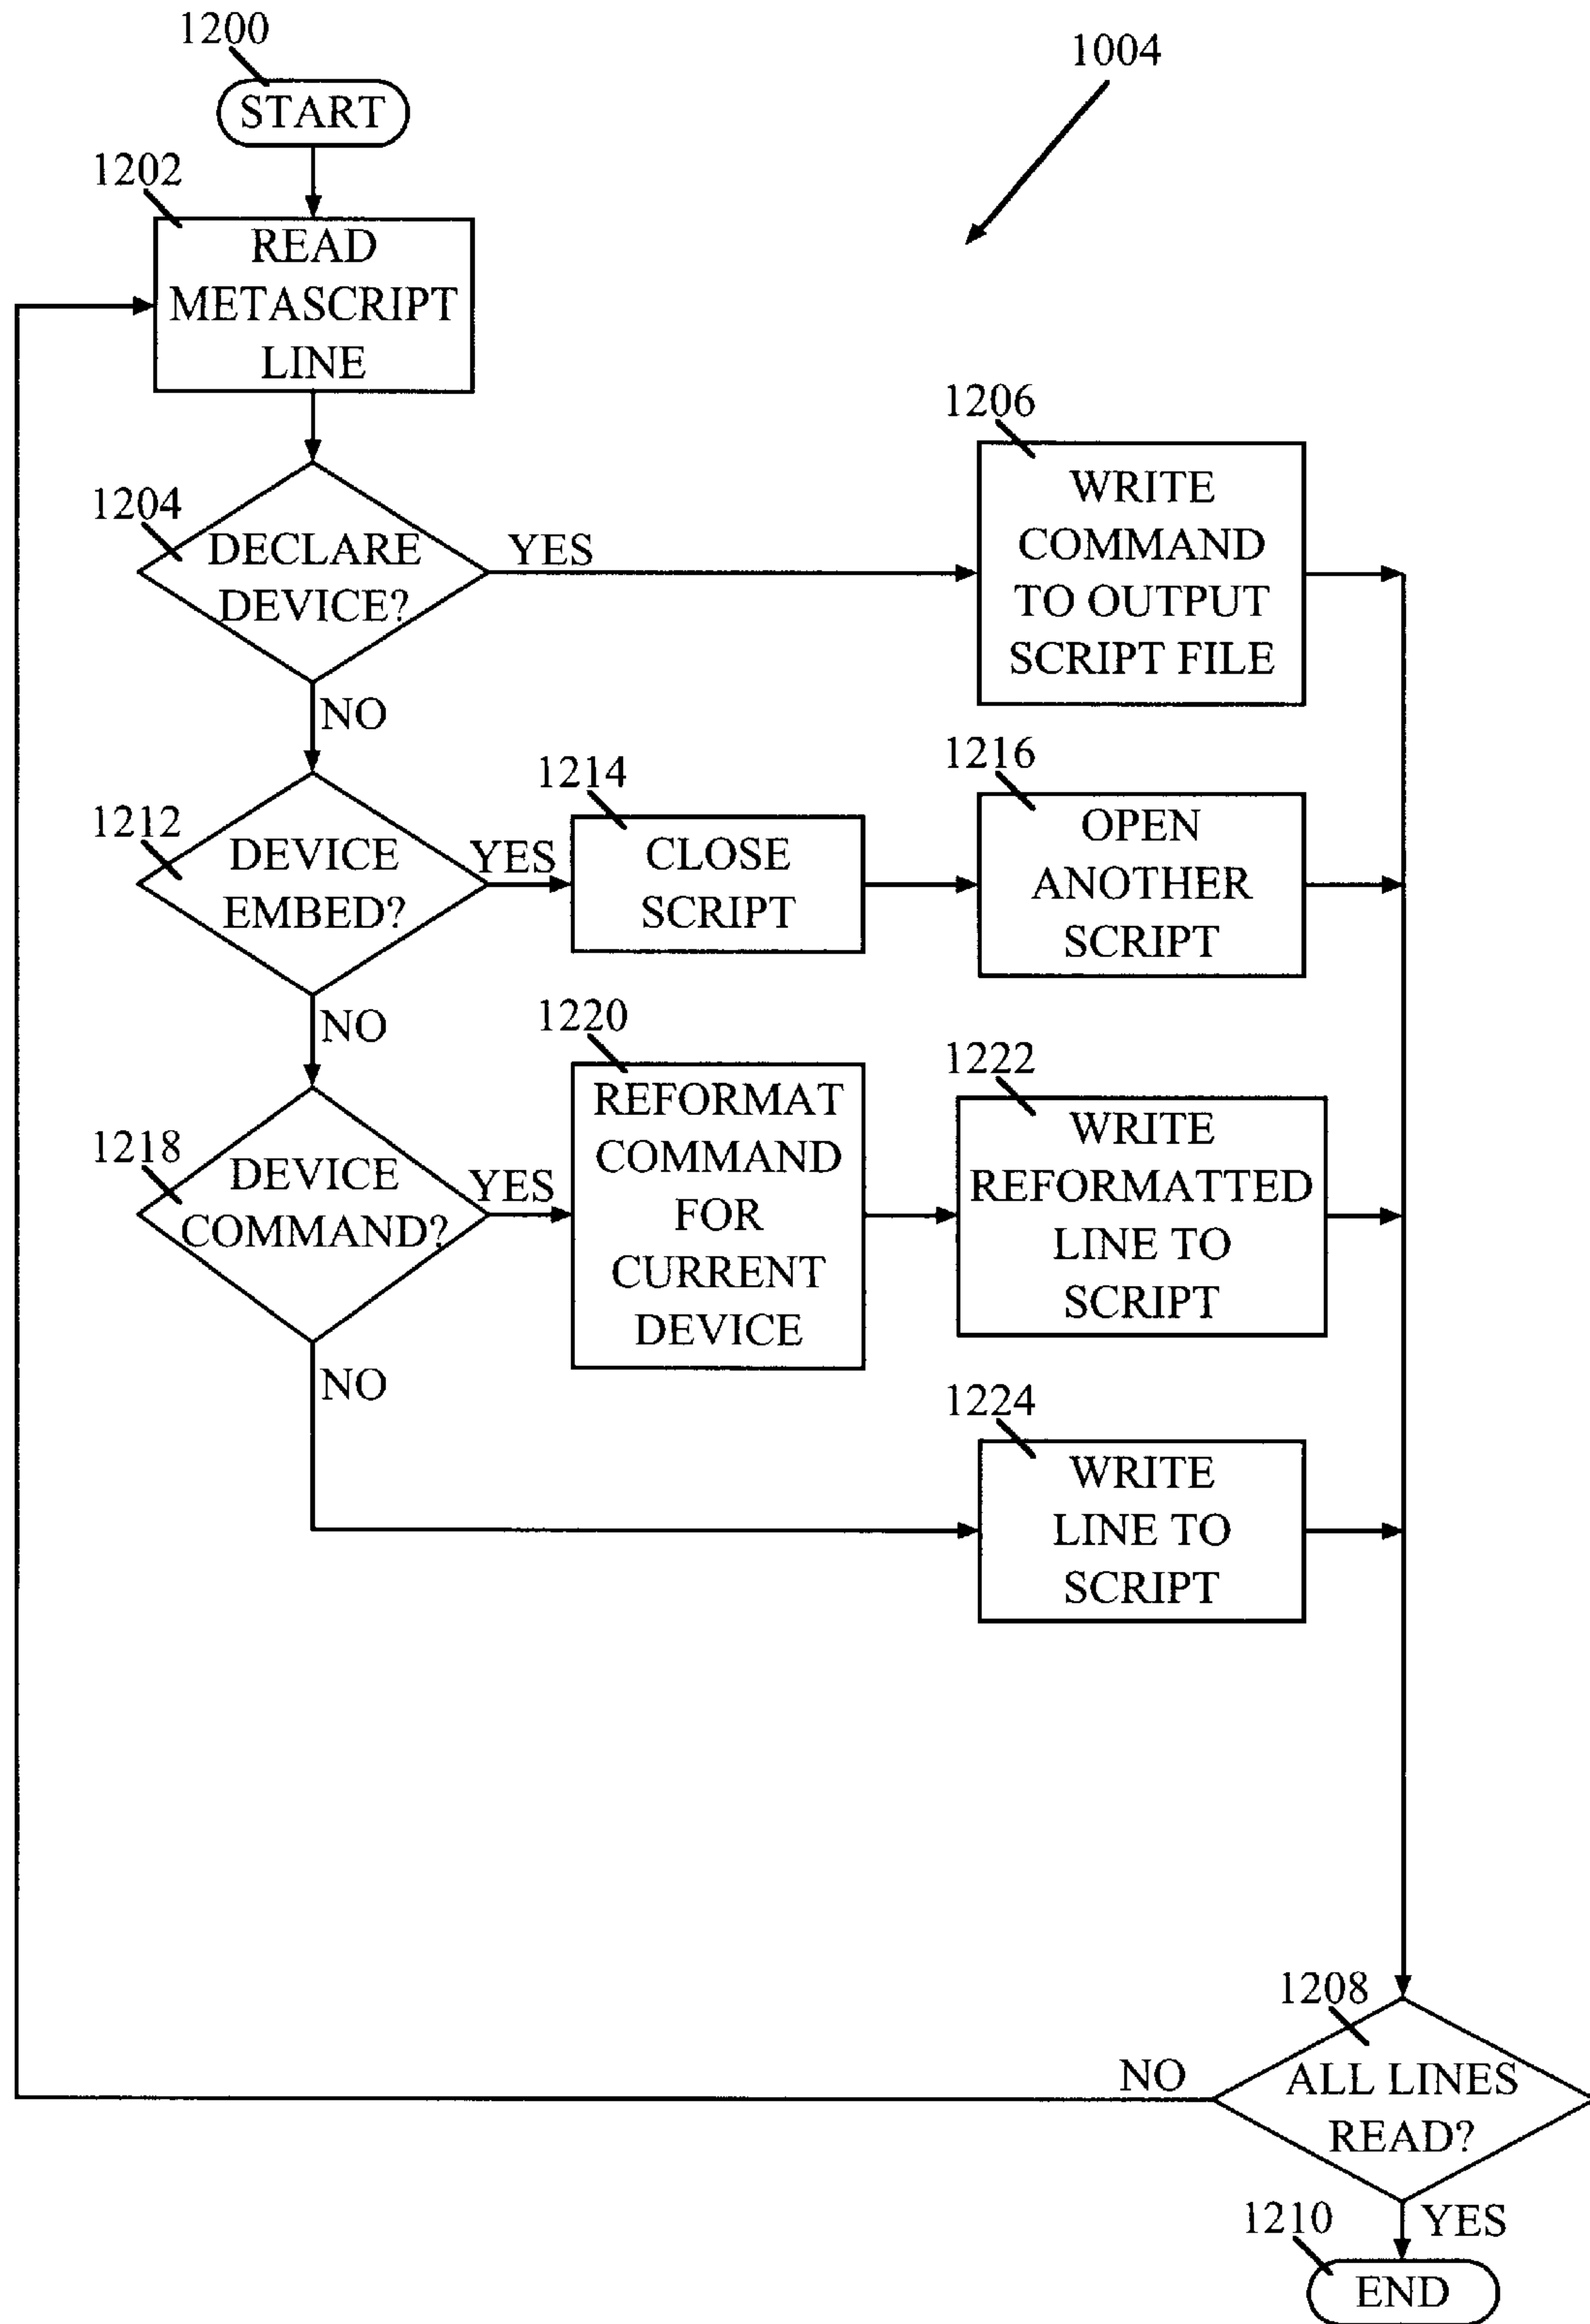 1200
START
1004
1202
READ
METASCRIPT
LINE
1204
DECLARE
DEVICE?
YES
NO
1206
WRITE
COMMAND
TO OUTPUT
SCRIPT FILE
1212
DEVICE
EMBED?
YES
NO
1214
CLOSE
SCRIPT
1216
OPEN
ANOTHER
SCRIPT
1218
DEVICE
COMMAND?
YES
NO
1220
REFORMAT
COMMAND
FOR
CURRENT
DEVICE
1222
WRITE
REFORMATTED
LINE TO
SCRIPT
1224
WRITE
LINE TO
SCRIPT
1208
ALL LINES
READ?
NO
YES
1210
END